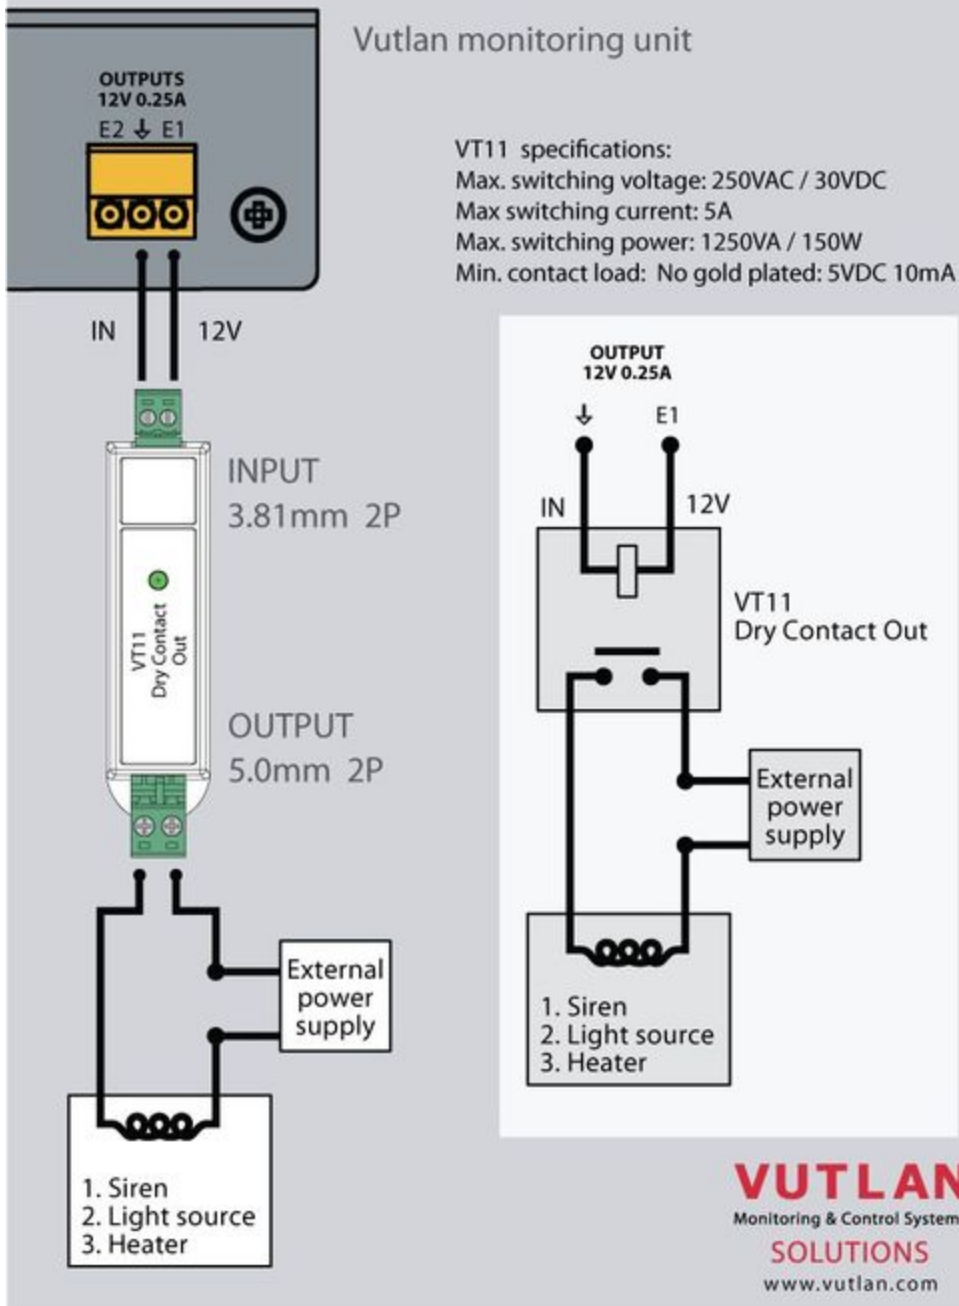 Vutlan monitoring unit
OUTPUTS
12V 0.25A
E2 E1
VT11 specifications:
Max. switching voltage: 250VAC / 30VDC
Max switching current: 5A
Max. switching power: 1250VA / 150W
Min. contact load: No gold plated: 5VDC 10mA
IN 12V
INPUT
3.81mm 2P
VT11
Dry Contact
Out
OUTPUT
5.0mm 2P
External
power
supply
1. Siren
2. Light source
3. Heater
OUTPUT
12V 0.25A
E1
IN 12V
VT11
Dry Contact Out
External
power
supply
1. Siren
2. Light source
3. Heater
VUTLAN
Monitoring & Control System
SOLUTIONS
www.vutlan.com